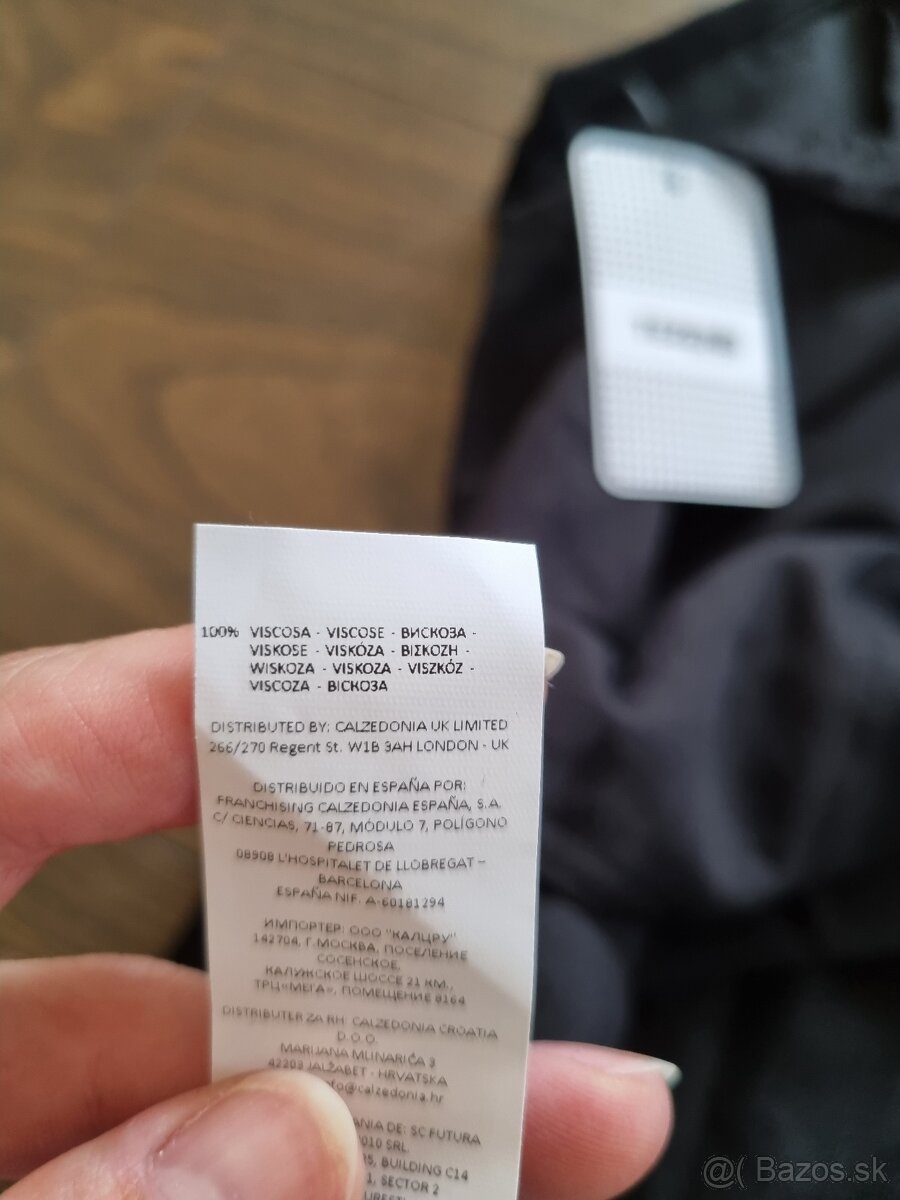 100% VISCOSA - VISCOSE - ВИСКОЗА -
VISKOSE - VISKÓZA - ΒΙΣΚΟΖΗ -
WISKOZA - VISKOZA - VISZKÓZ -
VISCOZA - ВІСКОЗА
DISTRIBUTED BY: CALZEDONIA UK LIMITED
266/270 Regent St. W1B 3AH LONDON - UK
DISTRIBUIDO EN ESPAÑA POR:
FRANCHISING CALZEDONIA ESPAÑA, S.A.
C/ CIENCIAS, 71-87, MÓDULO 7, POLÍGONO
PEDROSA
08908 L'HOSPITALET DE LLOBREGAT –
BARCELONA
ESPAÑA NIF. A-60181294
ИМПОРТЕР: ООО "КАЛЦРУ"
142704, Г.МОСКВА, ПОСЕЛЕНИЕ
СОСЕНСКОЕ,
КАЛУЖСКОЕ ШОССЕ 21 КМ.,
ТРЦ«МЕГА», ПОМЕЩЕНИЕ 8164
DISTRIBUTER ZA RH: CALZEDONIA CROATIA
D.O.O.
MARIJANA MLINARIĆA 3
42203 JALŽABET - HRVATSKA
info@calzedonia.hr
DE: SC FUTURA
SRL
BUILDING C14
1, SECTOR 2
@( Bazos.sk